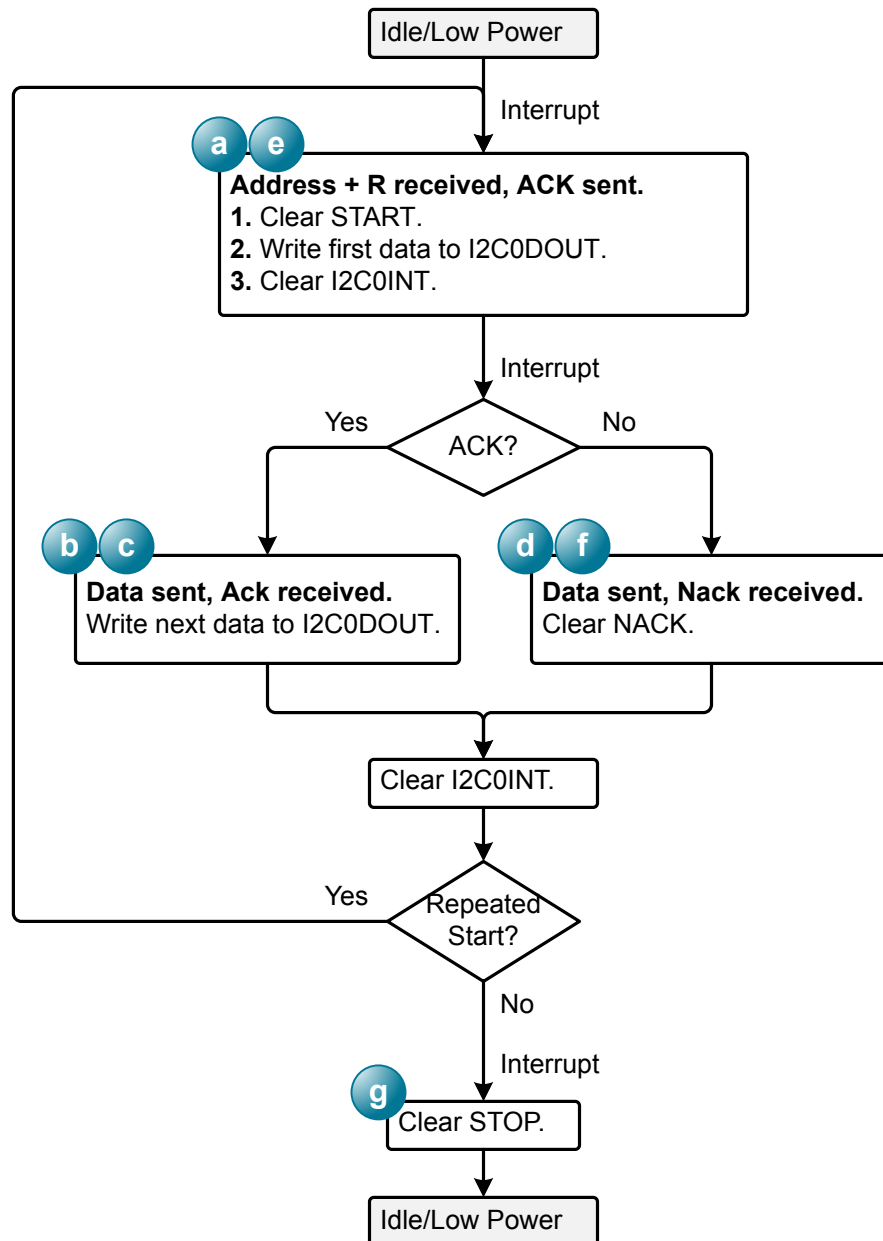 Idle/Low Power
Interrupt
a e
Address + R received, ACK sent.
1. Clear START.
2. Write first data to I2C0DOUT.
3. Clear I2C0INT.
Interrupt
Yes
No
ACK?
b c
Data sent, Ack received.
Write next data to I2C0DOUT.
d f
Data sent, Nack received.
Clear NACK.
Clear I2C0INT.
Yes
Repeated
Start?
No
Interrupt
g
Clear STOP.
Idle/Low Power